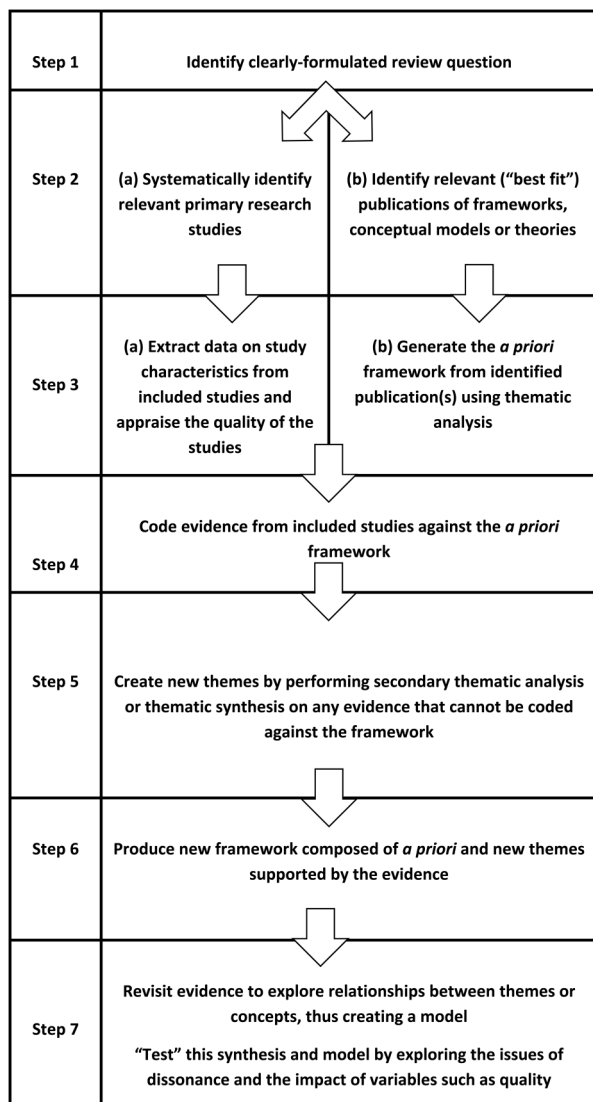 Step 1
Identify clearly-formulated review question
Step 2
(a) Systematically identify
relevant primary research
studies
(b) Identify relevant (“best fit”)
publications of frameworks,
conceptual models or theories
Step 3
(a) Extract data on study
characteristics from
included studies and
appraise the quality of the
studies
(b) Generate the a priori
framework from identified
publication(s) using thematic
analysis
Step 4
Code evidence from included studies against the a priori
framework
Step 5
Create new themes by performing secondary thematic analysis
or thematic synthesis on any evidence that cannot be coded
against the framework
Step 6
Produce new framework composed of a priori and new themes
supported by the evidence
Step 7
Revisit evidence to explore relationships between themes or
concepts, thus creating a model
“Test” this synthesis and model by exploring the issues of
dissonance and the impact of variables such as quality